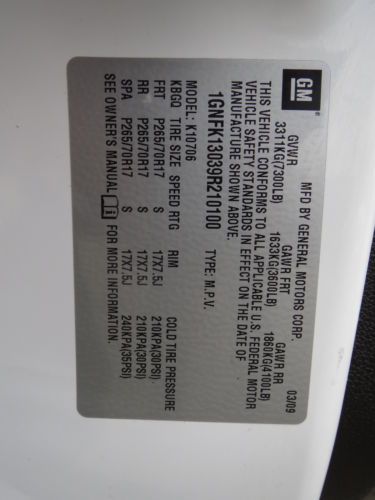 GM
MFD BY GENERAL MOTORS CORP. 03/09
GVWR GAWR FRT GAWR RR
3311KG(7300LB) 1633KG(3600LB) 1860KG(4100LB)
THIS VEHICLE CONFORMS TO ALL APPLICABLE U.S. FEDERAL MOTOR
VEHICLE SAFETY STANDARDS IN EFFECT ON THE DATE OF
MANUFACTURE SHOWN ABOVE.
1GNFK13039R210100 M.P.V.
MODEL: K10706
KBGQ TIRE SIZE SPEED RTG RIM COLD TIRE PRESSURE
FRT P265/70R17 S 17X7.5J 210KPA(30PSI)
RR P265/70R17 S 17X7.5J 210KPA(30PSI)
SPA P265/70R17 S 17X7.5J 240KPA(35PSI)
SEE OWNER'S MANUAL FOR MORE INFORMATION.